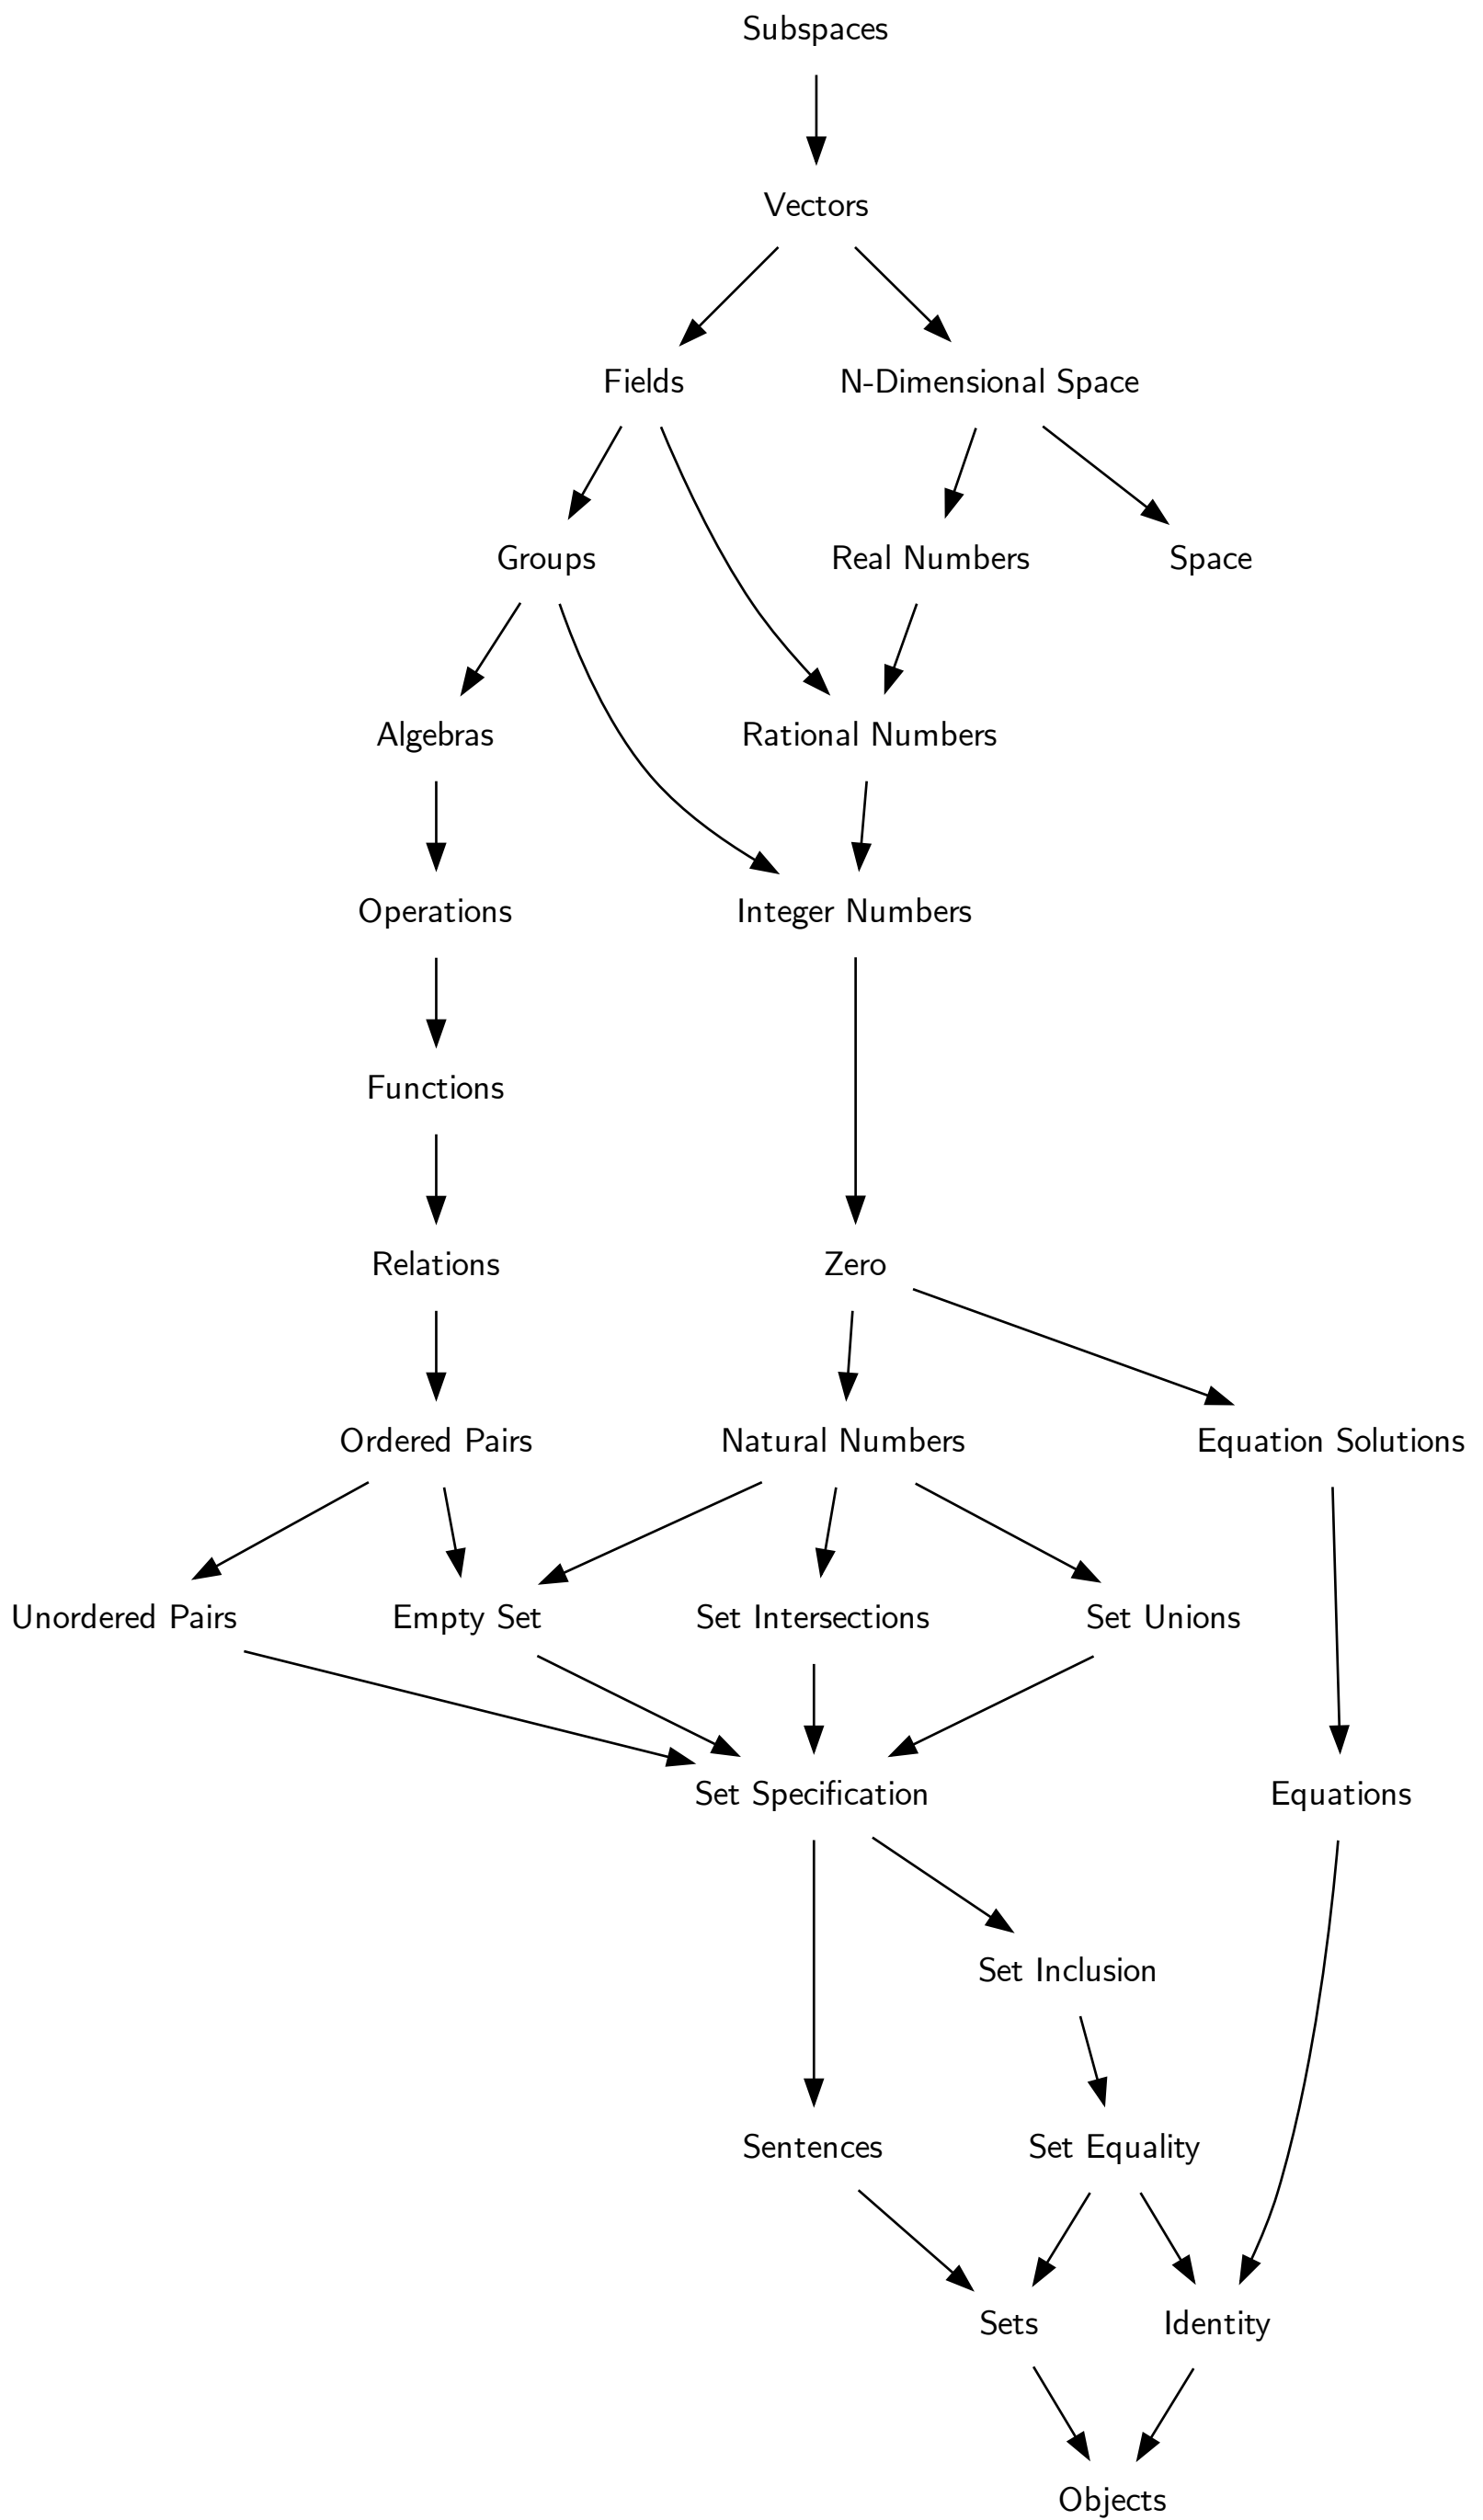 Subspaces
Vectors
Fields
N-Dimensional Space
Groups
Real Numbers
Space
Algebras
Rational Numbers
Operations
Integer Numbers
Functions
Relations
Zero
Ordered Pairs
Natural Numbers
Equation Solutions
Unordered Pairs
Empty Set
Set Intersections
Set Unions
Set Specification
Equations
Set Inclusion
Sentences
Set Equality
Sets
Identity
Objects